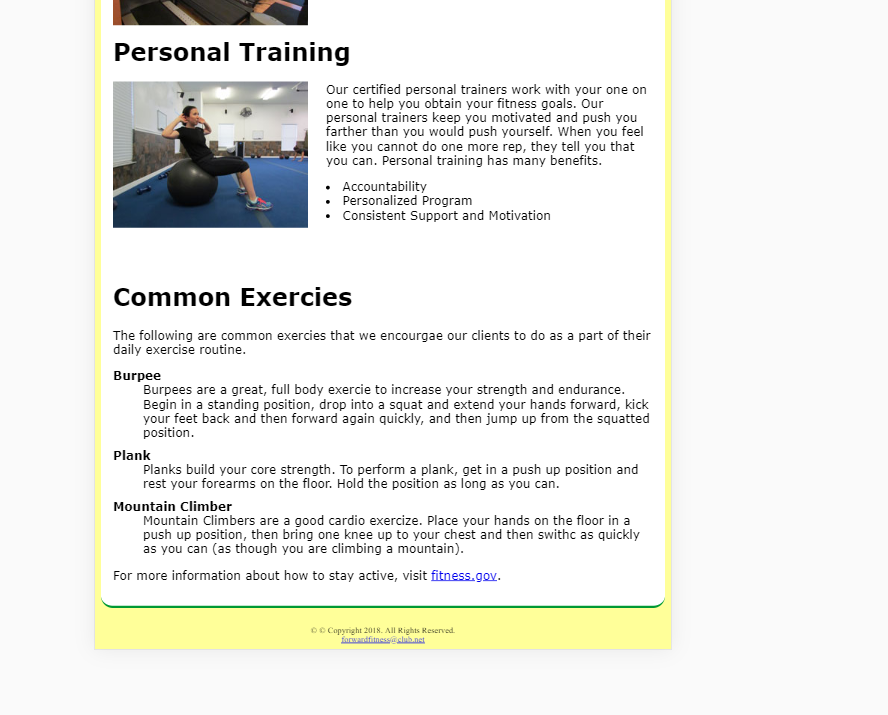 Personal Training
Our certified personal trainers work with your one on
one to help you obtain your fitness goals. Our
personal trainers keep you motivated and push you
farther than you would push yourself. When you feel
like you cannot do one more rep, they tell you that
you can. Personal training has many benefits.
• Accountability
• Personalized Program
• Consistent Support and Motivation
Common Exercies
The following are common exercies that we encourgae our clients to do as a part of their
daily exercise routine.
Burpee
Burpees are a great, full body exercie to increase your strength and endurance.
Begin in a standing position, drop into a squat and extend your hands forward, kick
your feet back and then forward again quickly, and then jump up from the squatted
position.
Plank
Planks build your core strength. To perform a plank, get in a push up position and
rest your forearms on the floor. Hold the position as long as you can.
Mountain Climber
Mountain Climbers are a good cardio exercize. Place your hands on the floor in a
push up position, then bring one knee up to your chest and then swithc as quickly
as you can (as though you are climbing a mountain).
For more information about how to stay active, visit fitness.gov.
© © Copyright 2018. All Rights Reserved.
forwardfitness@club.net